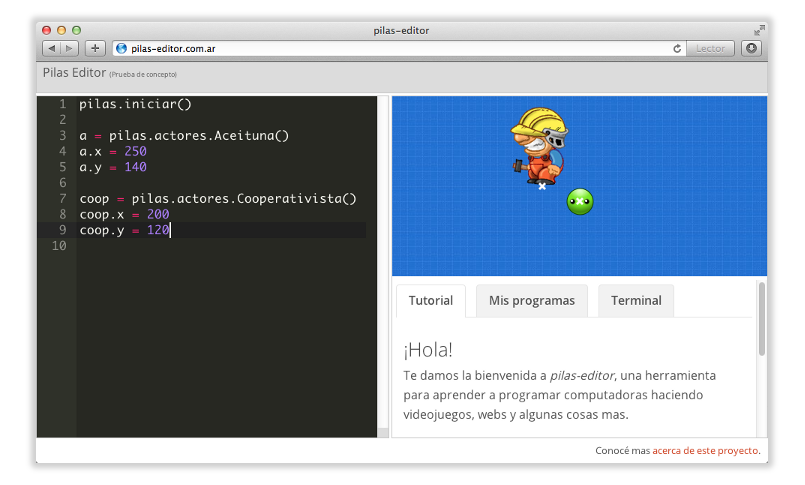 pilas-editor
pilas-editor.com.ar
Lector
Pilas Editor (Prueba de concepto)
1 pilas.iniciar()
2
3 a = pilas.actores.Aceituna()
4 a.x = 250
5 a.y = 140
6
7 coop = pilas.actores.Cooperativista()
8 coop.x = 200
9 coop.y = 120
10
Tutorial Mis programas Terminal
¡Hola!
Te damos la bienvenida a pilas-editor, una herramienta
para aprender a programar computadoras haciendo
videojuegos, webs y algunas cosas mas.
Conocé mas acerca de este proyecto.